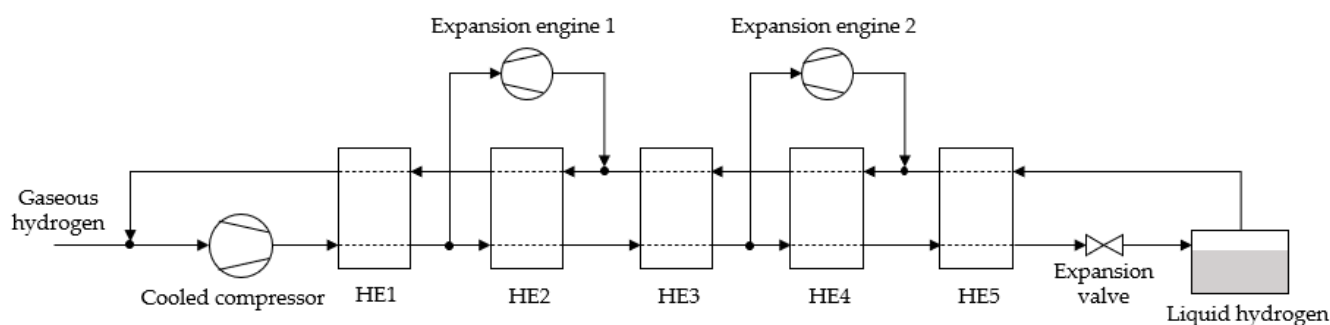 Expansion engine 1
Expansion engine 2
Gaseous
hydrogen
Cooled compressor
HE1
HE2
HE3
HE4
HE5
Expansion
valve
Liquid hydrogen